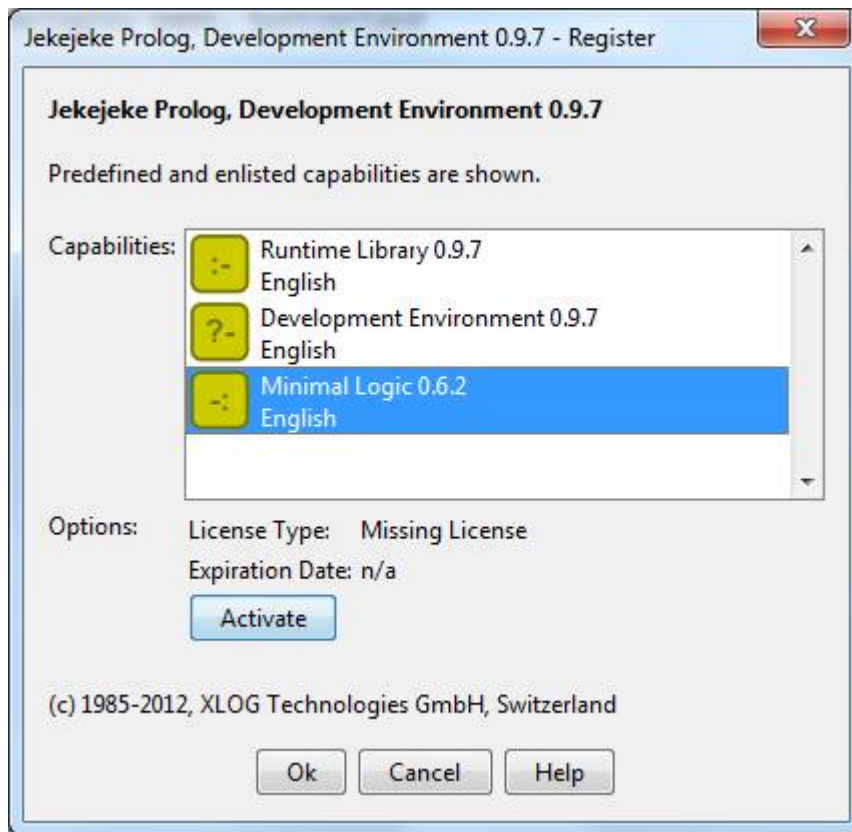 Jekejeke Prolog, Development Environment 0.9.7 - Register
Jekejeke Prolog, Development Environment 0.9.7
Predefined and enlisted capabilities are shown.
Capabilities:
:- Runtime Library 0.9.7
English
?- Development Environment 0.9.7
English
-: Minimal Logic 0.6.2
English
Options: License Type: Missing License
Expiration Date: n/a
Activate
(c) 1985-2012, XLOG Technologies GmbH, Switzerland
Ok Cancel Help